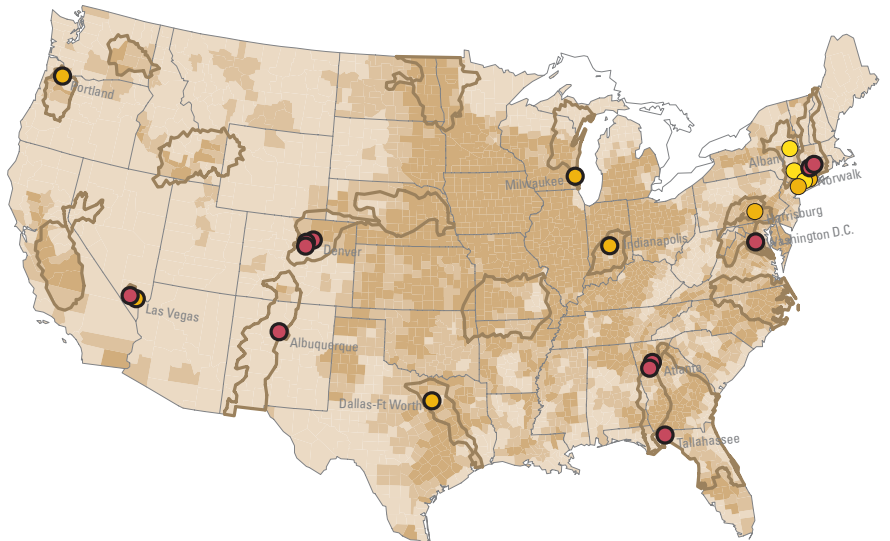 Portland
Albany
Norwalk
Milwaukee
Harrisburg
Washington D.C.
Indianapolis
Denver
Las Vegas
Albuquerque
Atlanta
Dallas-Ft Worth
Tallahassee